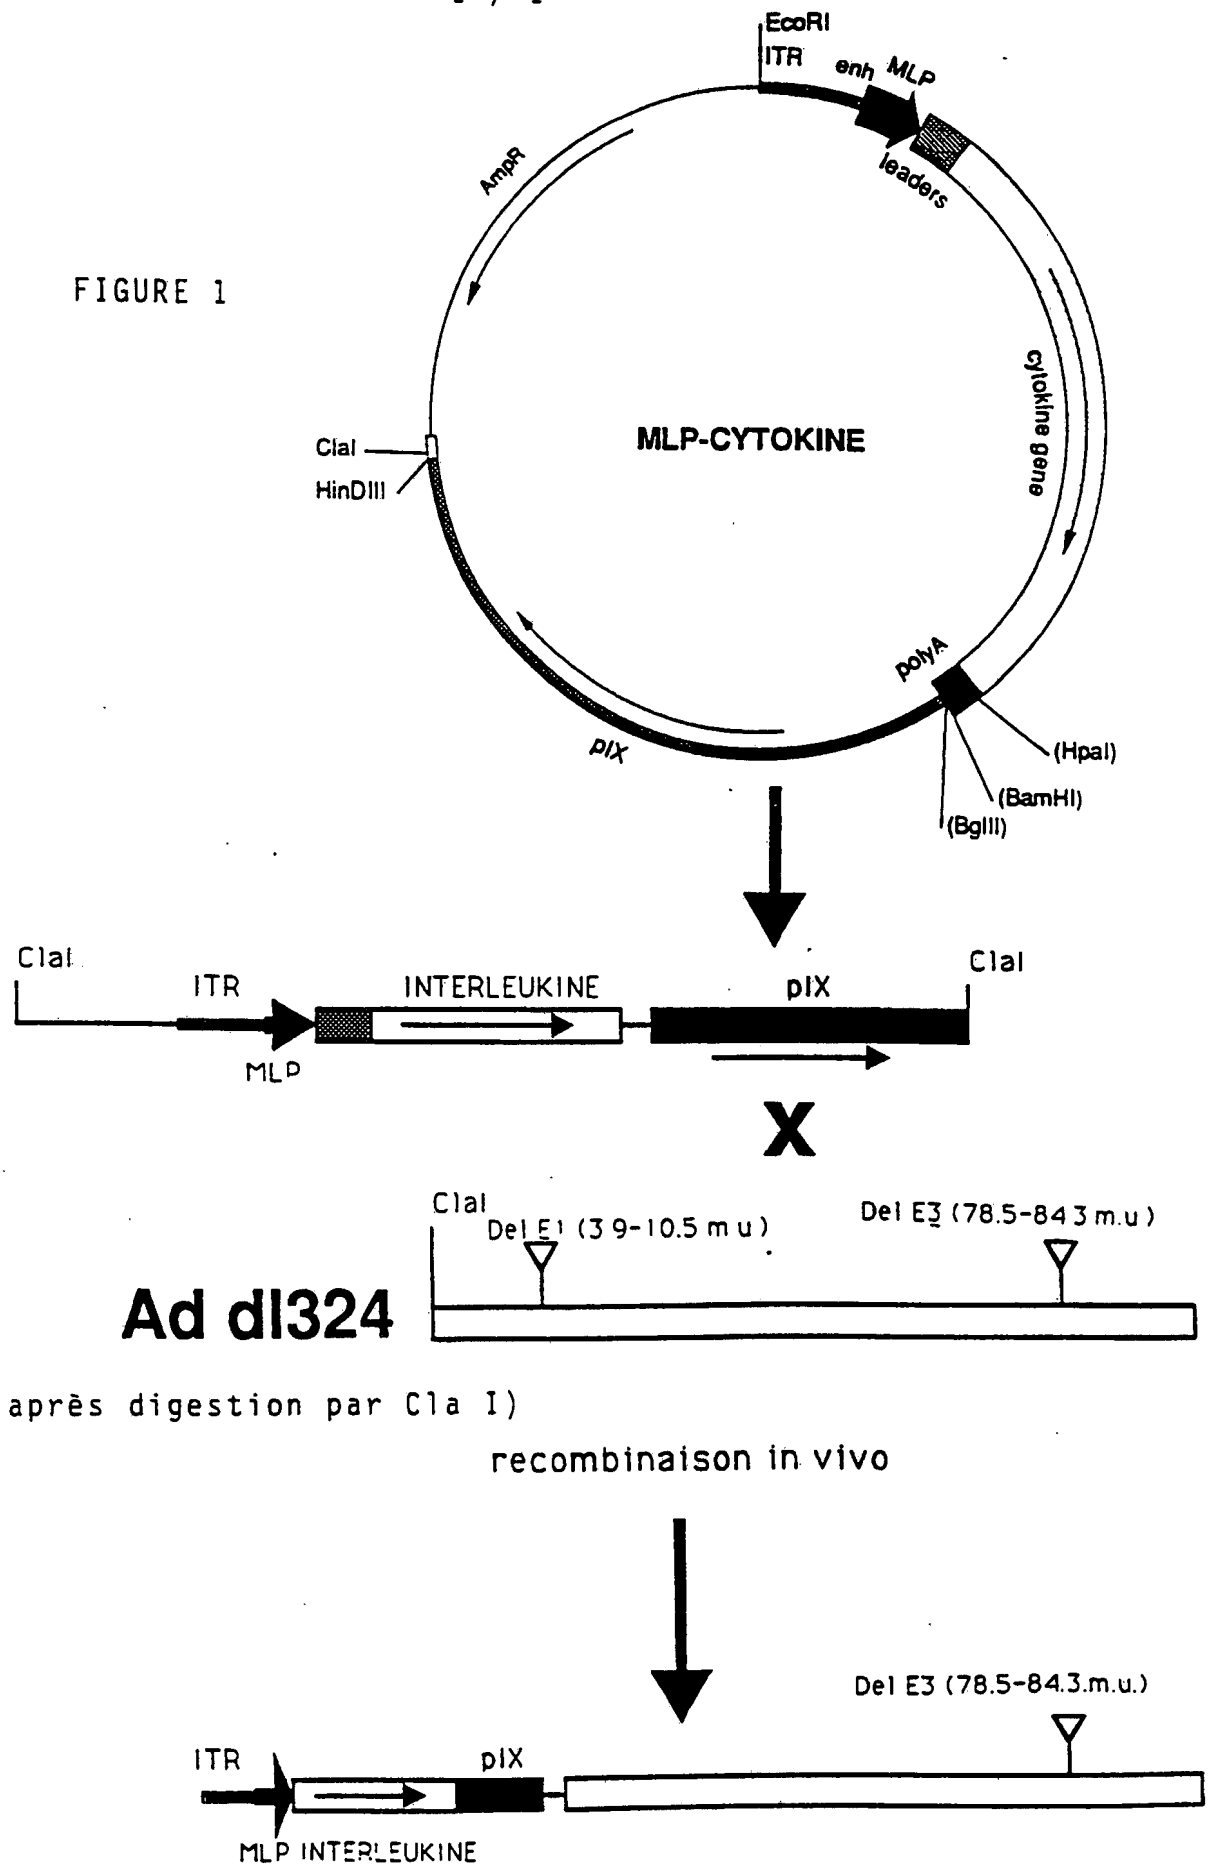 EcoRI
ITR
enh MLP
leaders
AmpR
FIGURE 1
cytokine gene
ClaI
HinDIII
MLP-CYTOKINE
polyA
pIX
(HpaI)
(BamHI)
(BglII)
ClaI
ITR
INTERLEUKINE
pIX
ClaI
MLP
X
ClaI
Del E1 (3 9-10.5 m u)
Del E3 (78.5-84 3 m.u)
Ad dl324
après digestion par Cla I)
recombinaison in vivo
Del E3 (78.5-84.3.m.u.)
ITR
pIX
MLP INTERLEUKINE